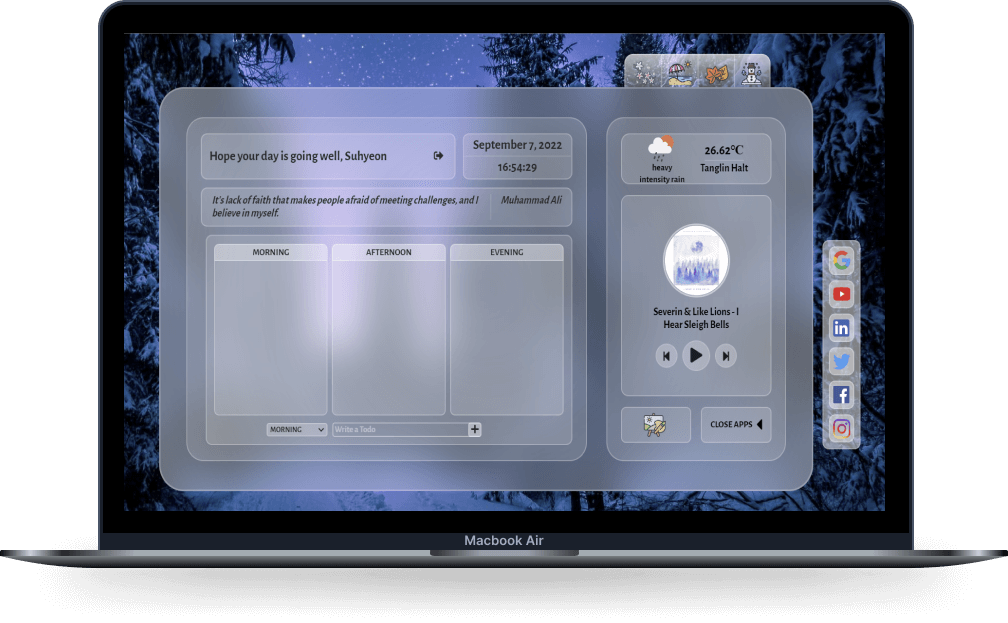 Hope your day is going well, Suhyeon
September 7, 2022
16:54:29
It's lack of faith that makes people afraid of meeting challenges, and I
believe in myself.
Muhammad Ali
MORNING
AFTERNOON
EVENING
MORNING
Write a Todo
heavy
intensity rain
26.62°C
Tanglin Halt
Severin & Like Lions - I
Hear Sleigh Bells
CLOSE APPS
in
Macbook Air